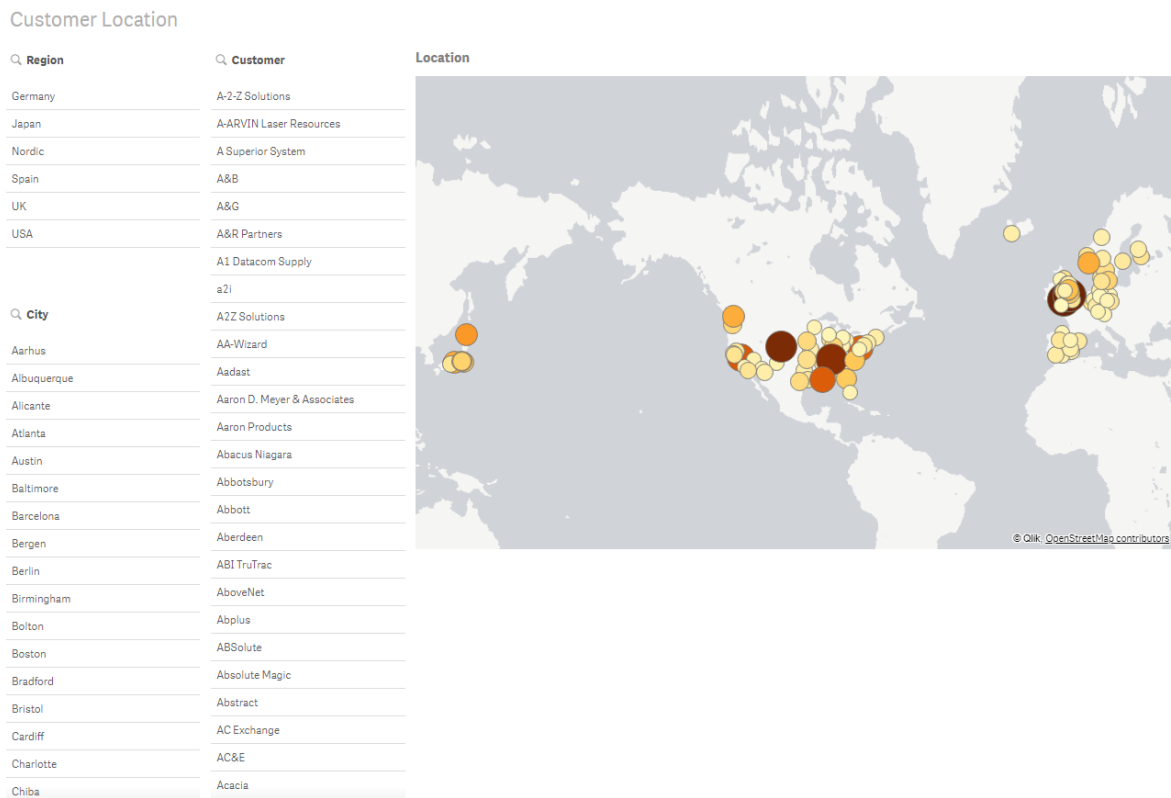 Customer Location
Region
Germany
Japan
Nordic
Spain
UK
USA
City
Aarhus
Albuquerque
Alicante
Atlanta
Austin
Baltimore
Barcelona
Bergen
Berlin
Birmingham
Bolton
Boston
Bradford
Bristol
Cardiff
Charlotte
Chiba
Customer
A-2-Z Solutions
A-ARVIN Laser Resources
A Superior System
A&B
A&G
A&R Partners
A1 Datacom Supply
a2i
A2Z Solutions
AA-Wizard
Aadast
Aaron D. Meyer & Associates
Aaron Products
Abacus Niagara
Abbotsbury
Abbott
Aberdeen
ABI TruTrac
AboveNet
Abplus
ABSolute
Absolute Magic
Abstract
AC Exchange
AC&E
Acacia
Location
© Qlik, OpenStreetMap contributors